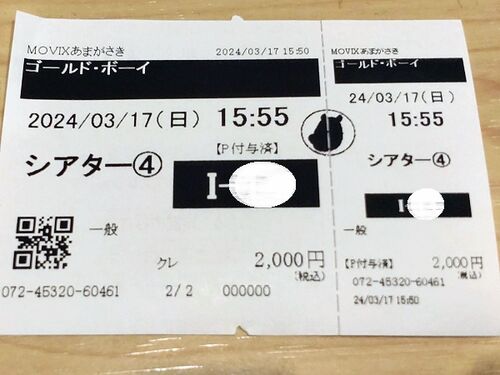 MOVIXあまがさき 2024/03/17 15:50
ゴールド・ボーイ
2024/03/17(日) 15:55
【P付与済】
シアター④ I-
一般
クレ 2,000円
(税込)
072-45320-60461 2/2 000000
MOVIXあまがさき
ゴールド・ボーイ
24/03/17(日)
15:55
シアター④
I-
一般
【P付与済】 2,000円
(税込)
072-45320-60461
24/03/17 15:50